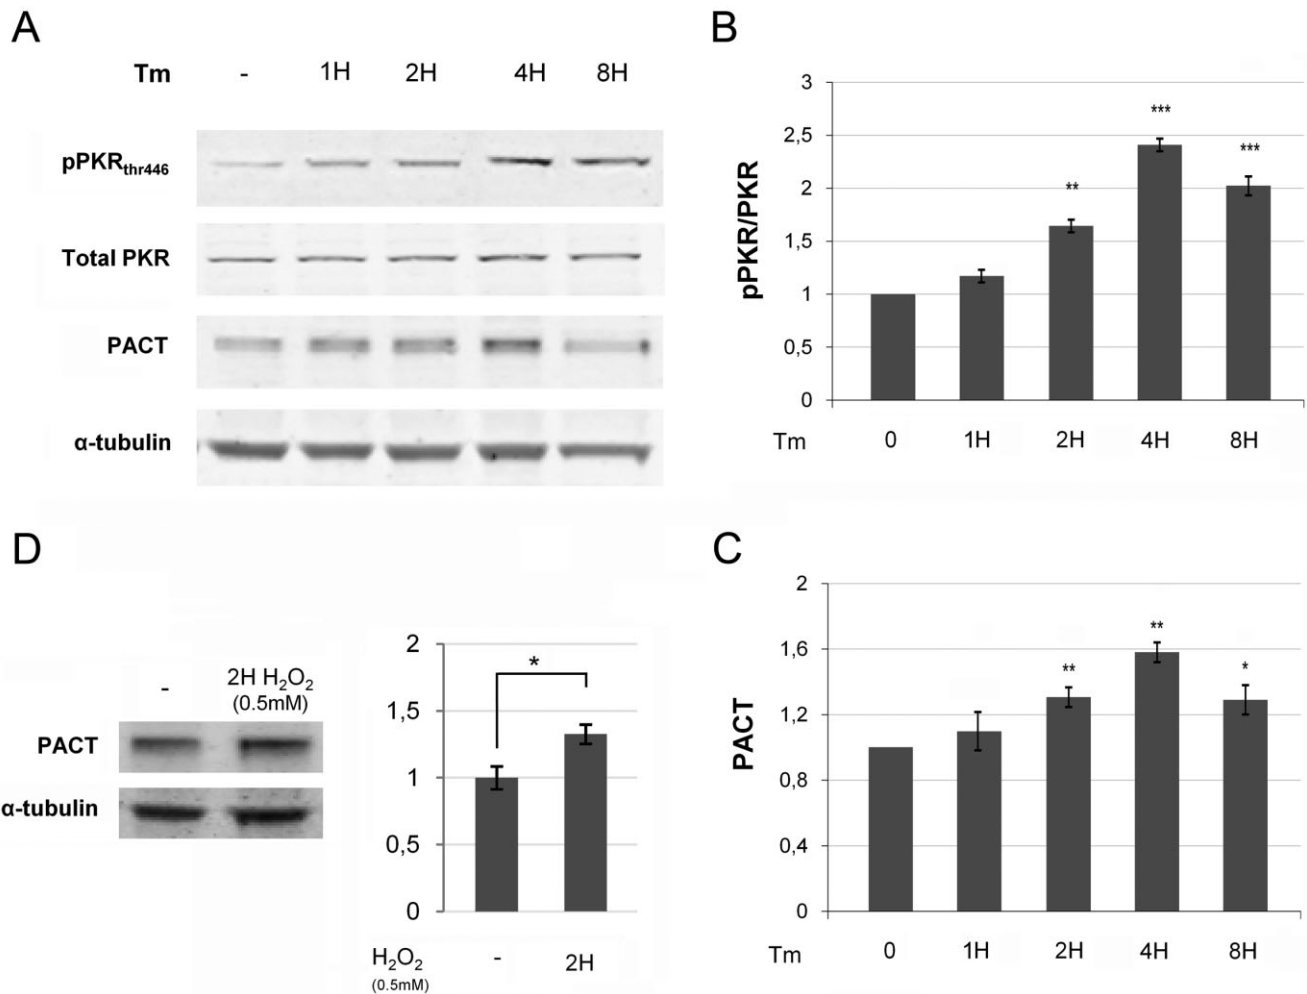 A
Tm - 1H 2H 4H 8H
pPKRthr446
Total PKR
PACT
α-tubulin
B
3
2,5
2
1,5
1
0,5
0
pPKR/PKR
**
***
***
Tm 0 1H 2H 4H 8H
D
- 2H H₂O₂
(0.5mM)
PACT
α-tubulin
2
1,5
1
0,5
0
*
H₂O₂ - 2H
(0.5mM)
C
2
1,6
1,2
0,8
0,4
0
PACT
**
**
*
Tm 0 1H 2H 4H 8H